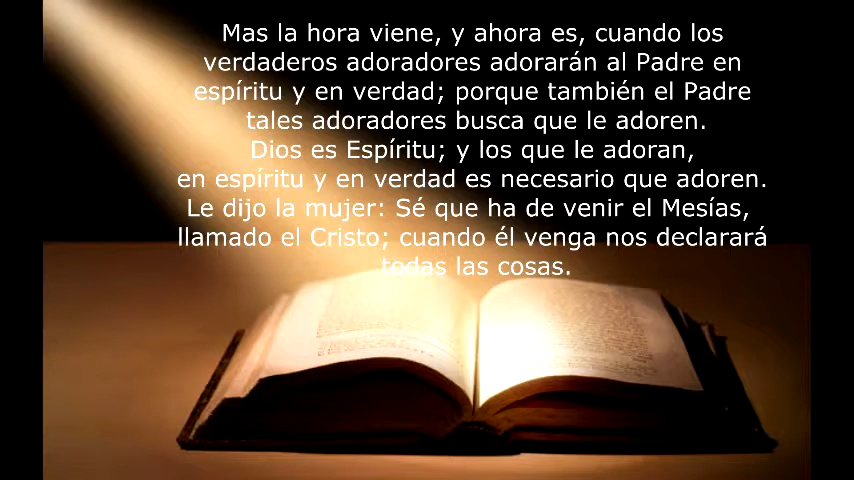 Mas la hora viene, y ahora es, cuando los
verdaderos adoradores adorarán al Padre en
espíritu y en verdad; porque también el Padre
tales adoradores busca que le adoren.
Dios es Espíritu; y los que le adoran,
en espíritu y en verdad es necesario que adoren.
Le dijo la mujer: Sé que ha de venir el Mesías,
llamado el Cristo; cuando él venga nos declarará
todas las cosas.